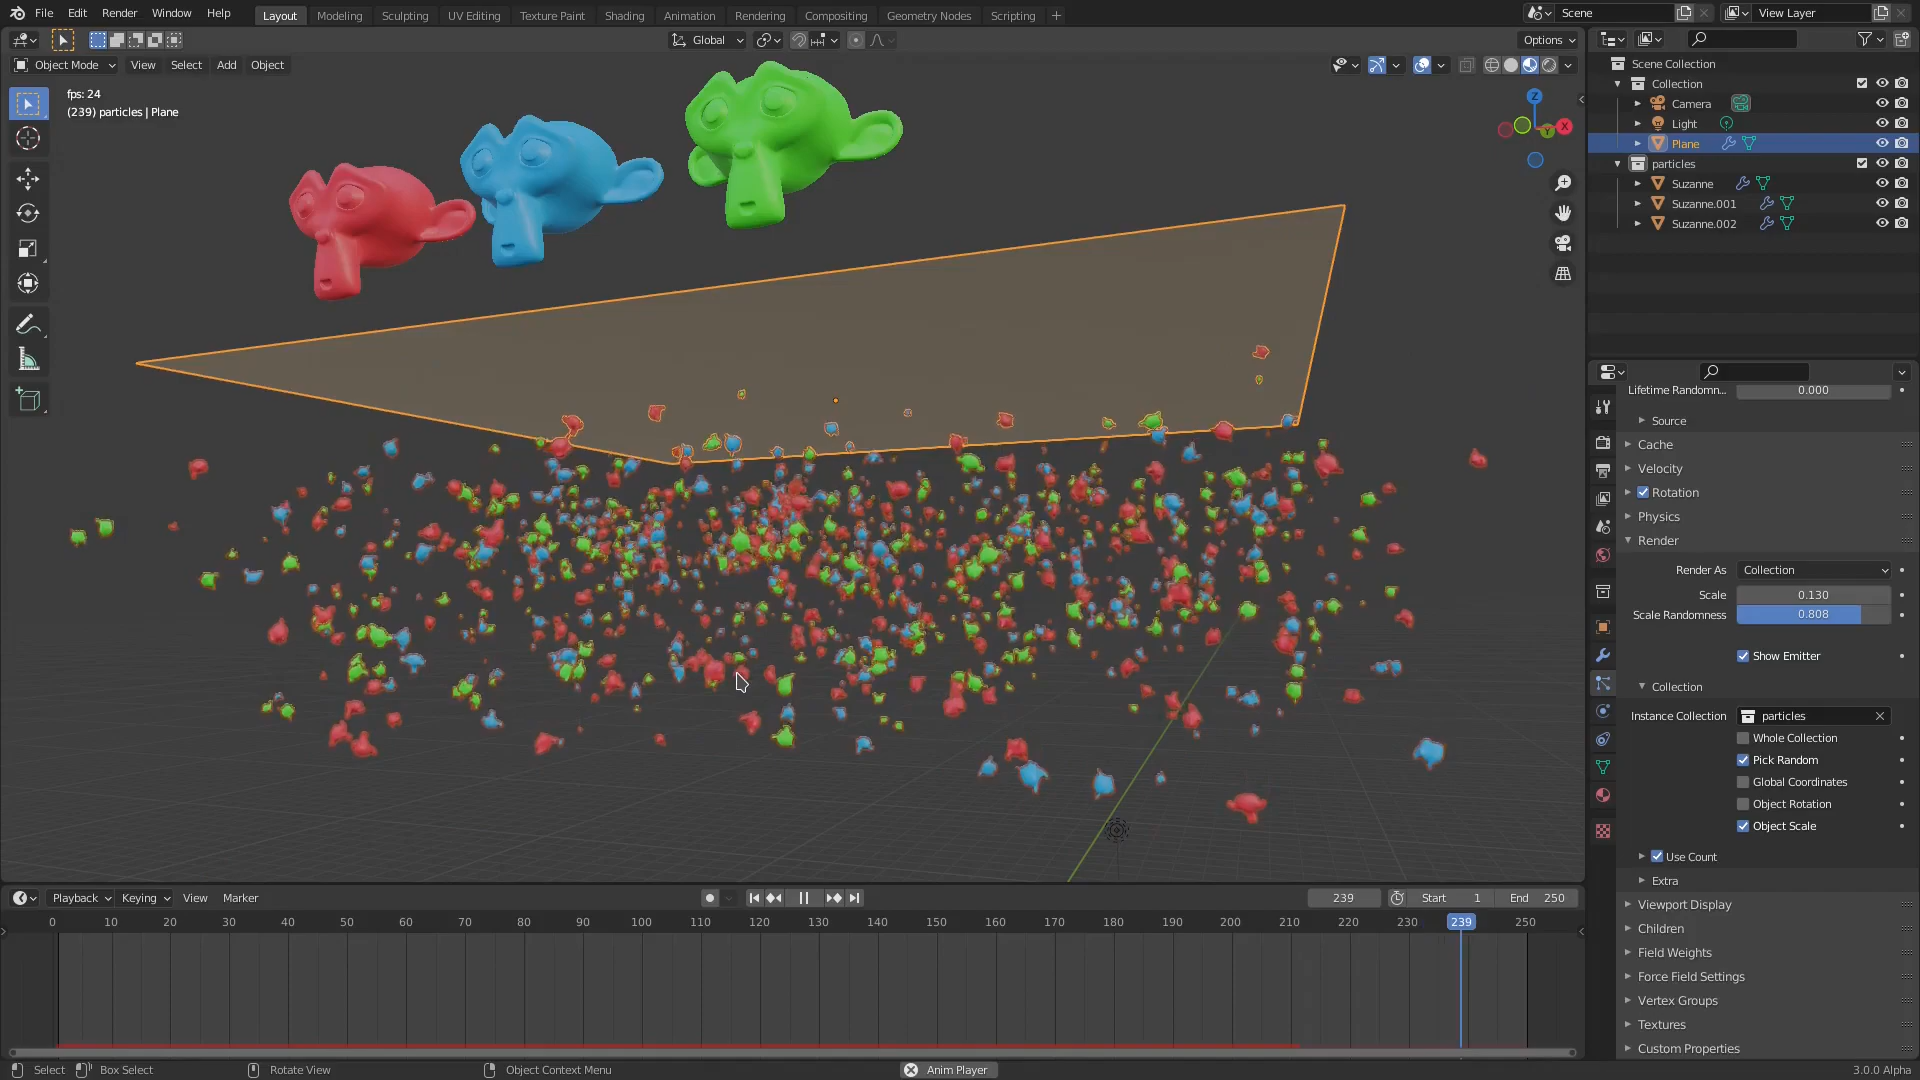 File Edit Render Window Help
Layout Modeling Sculpting UV Editing Texture Paint Shading Animation Rendering Compositing Geometry Nodes Scripting +
Scene
View Layer
Global
Options
Object Mode View Select Add Object
fps: 24
(239) particles | Plane
Z
X
Y
Scene Collection
Collection
Camera
Light
Plane
particles
Suzanne
Suzanne.001
Suzanne.002
Lifetime Randomn... 0.000
Source
Cache
Velocity
Rotation
Physics
Render
Render As Collection
Scale 0.130
Scale Randomness 0.808
Show Emitter
Collection
Instance Collection particles
Whole Collection
Pick Random
Global Coordinates
Object Rotation
Object Scale
Use Count
Extra
Viewport Display
Children
Field Weights
Force Field Settings
Vertex Groups
Textures
Custom Properties
Playback Keying View Marker
239 Start 1 End 250
0 10 20 30 40 50 60 70 80 90 100 110 120 130 140 150 160 170 180 190 200 210 220 230 239 250
Select Box Select Rotate View Object Context Menu Anim Player 3.0.0 Alpha